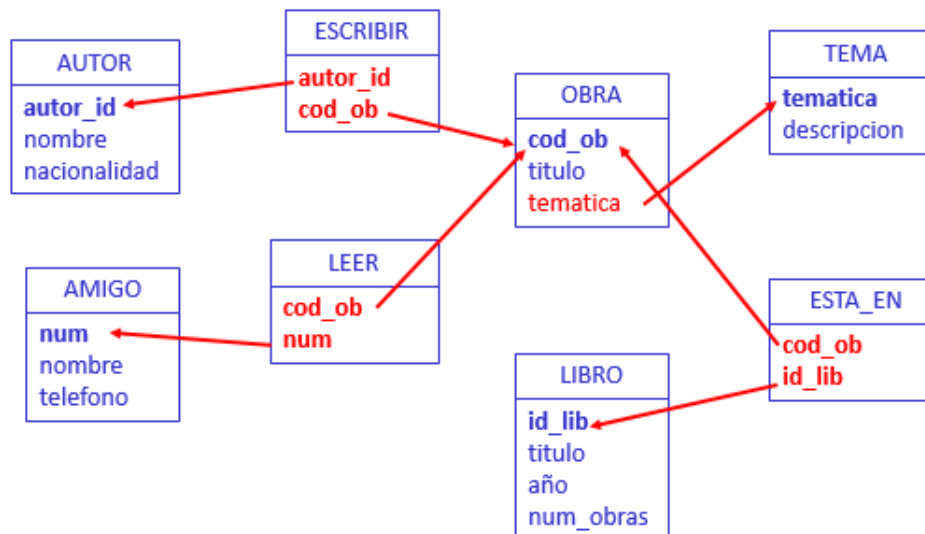 AUTOR
autor_id
nombre
nacionalidad
ESCRIBIR
autor_id
cod_ob
OBRA
cod_ob
titulo
tematica
TEMA
tematica
descripcion
AMIGO
num
nombre
telefono
LEER
cod_ob
num
LIBRO
id_lib
titulo
año
num_obras
ESTA_EN
cod_ob
id_lib